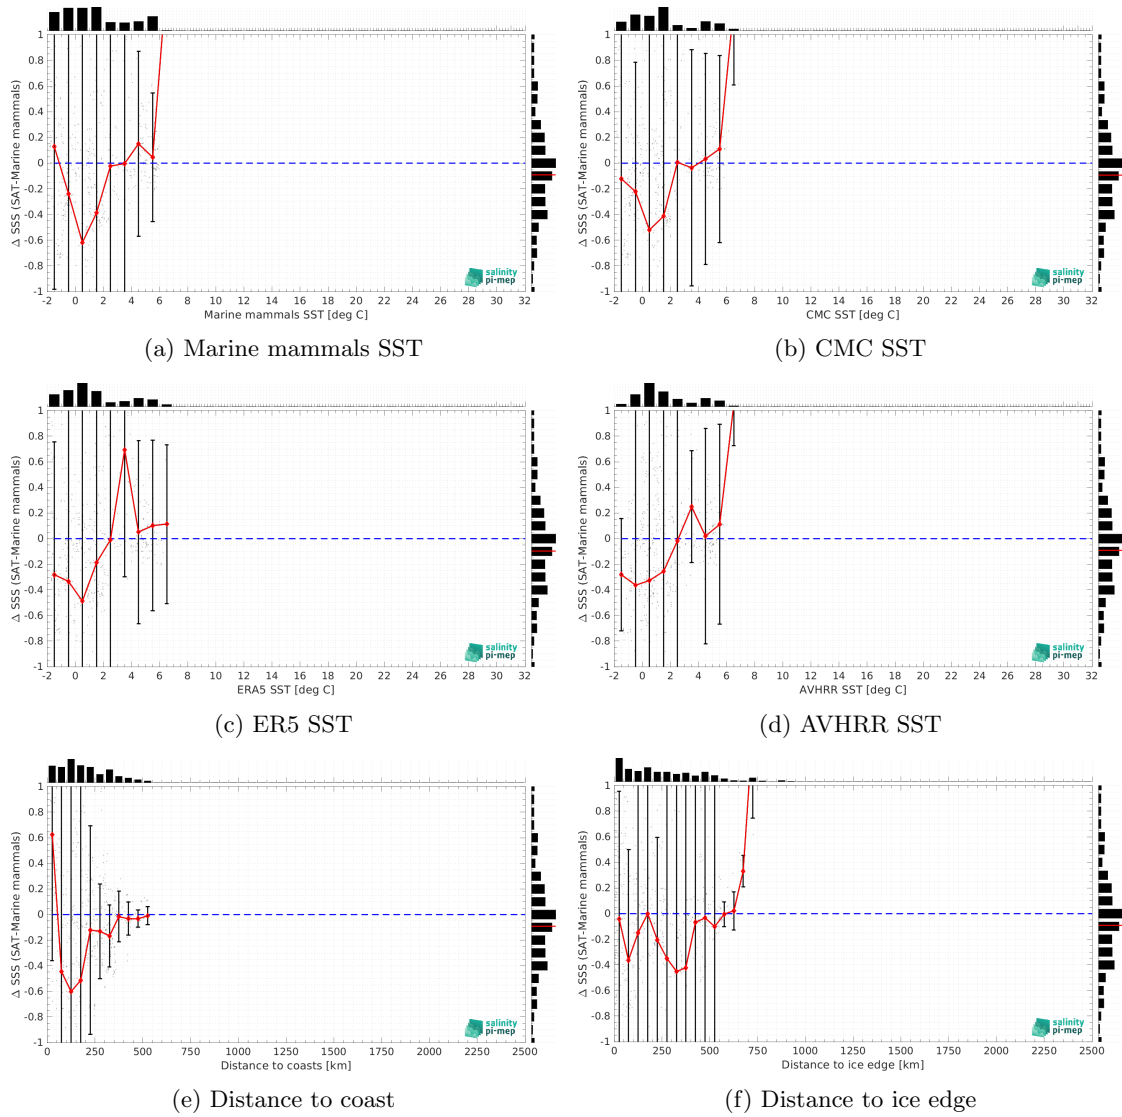 1
0.8
0.6
0.4
0.2
0
-0.2
-0.4
-0.6
-0.8
-1
Δ SSS (SAT-Marine mammals)
salinity
pi-mep
-2 0 2 4 6 8 10 12 14 16 18 20 22 24 26 28 30 32
Marine mammals SST [deg C]
(a) Marine mammals SST
1
0.8
0.6
0.4
0.2
0
-0.2
-0.4
-0.6
-0.8
-1
Δ SSS (SAT-Marine mammals)
salinity
pi-mep
-2 0 2 4 6 8 10 12 14 16 18 20 22 24 26 28 30 32
CMC SST [deg C]
(b) CMC SST
1
0.8
0.6
0.4
0.2
0
-0.2
-0.4
-0.6
-0.8
-1
Δ SSS (SAT-Marine mammals)
salinity
pi-mep
-2 0 2 4 6 8 10 12 14 16 18 20 22 24 26 28 30 32
ERA5 SST [deg C]
(c) ER5 SST
1
0.8
0.6
0.4
0.2
0
-0.2
-0.4
-0.6
-0.8
-1
Δ SSS (SAT-Marine mammals)
salinity
pi-mep
-2 0 2 4 6 8 10 12 14 16 18 20 22 24 26 28 30 32
AVHRR SST [deg C]
(d) AVHRR SST
1
0.8
0.6
0.4
0.2
0
-0.2
-0.4
-0.6
-0.8
-1
Δ SSS (SAT-Marine mammals)
salinity
pi-mep
0 250 500 750 1000 1250 1500 1750 2000 2250 2500
Distance to coasts [km]
(e) Distance to coast
1
0.8
0.6
0.4
0.2
0
-0.2
-0.4
-0.6
-0.8
-1
Δ SSS (SAT-Marine mammals)
salinity
pi-mep
0 250 500 750 1000 1250 1500 1750 2000 2250 2500
Distance to ice edge [km]
(f) Distance to ice edge